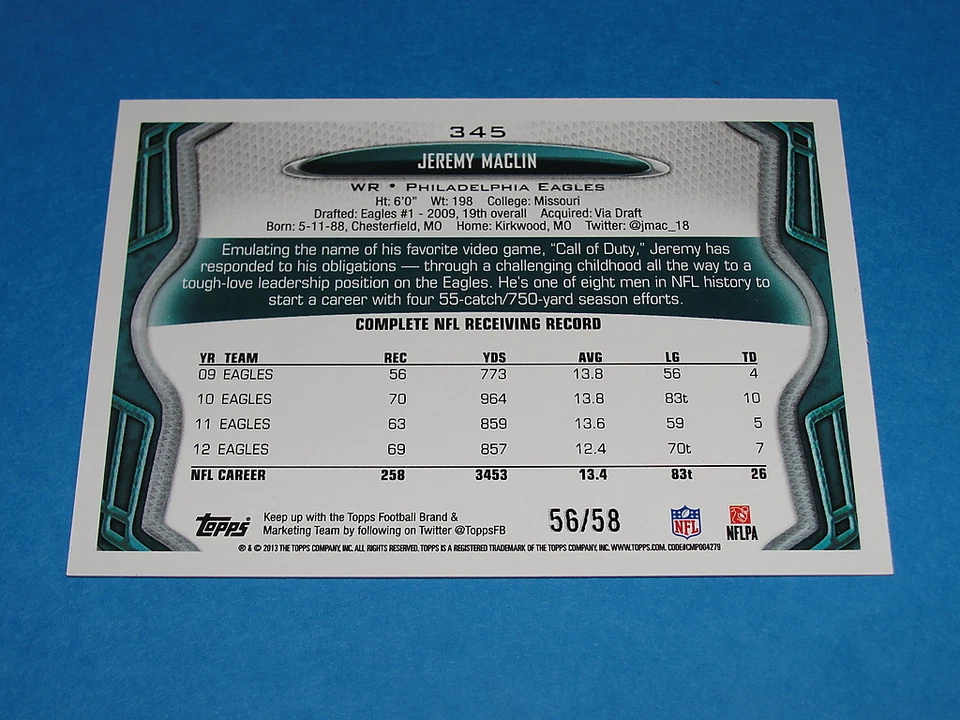 345
JEREMY MACLIN
WR • PHILADELPHIA EAGLES
Ht: 6'0" Wt: 198 College: Missouri
Drafted: Eagles #1 - 2009, 19th overall Acquired: Via Draft
Born: 5-11-88, Chesterfield, MO Home: Kirkwood, MO Twitter: @jmac_18
Emulating the name of his favorite video game, "Call of Duty," Jeremy has
responded to his obligations — through a challenging childhood all the way to a
tough-love leadership position on the Eagles. He's one of eight men in NFL history to
start a career with four 55-catch/750-yard season efforts.
COMPLETE NFL RECEIVING RECORD
YR TEAM REC YDS AVG LG TD
09 EAGLES 56 773 13.8 56 4
10 EAGLES 70 964 13.8 83t 10
11 EAGLES 63 859 13.6 59 5
12 EAGLES 69 857 12.4 70t 7
NFL CAREER 258 3453 13.4 83t 26
Topps
Keep up with the Topps Football Brand &
Marketing Team by following on Twitter @ToppsFB
56/58
NFL
NFLPA
® & © 2013 THE TOPPS COMPANY, INC. ALL RIGHTS RESERVED. TOPPS IS A REGISTERED TRADEMARK OF THE TOPPS COMPANY, INC. WWW.TOPPS.COM. CODE#CMP004279